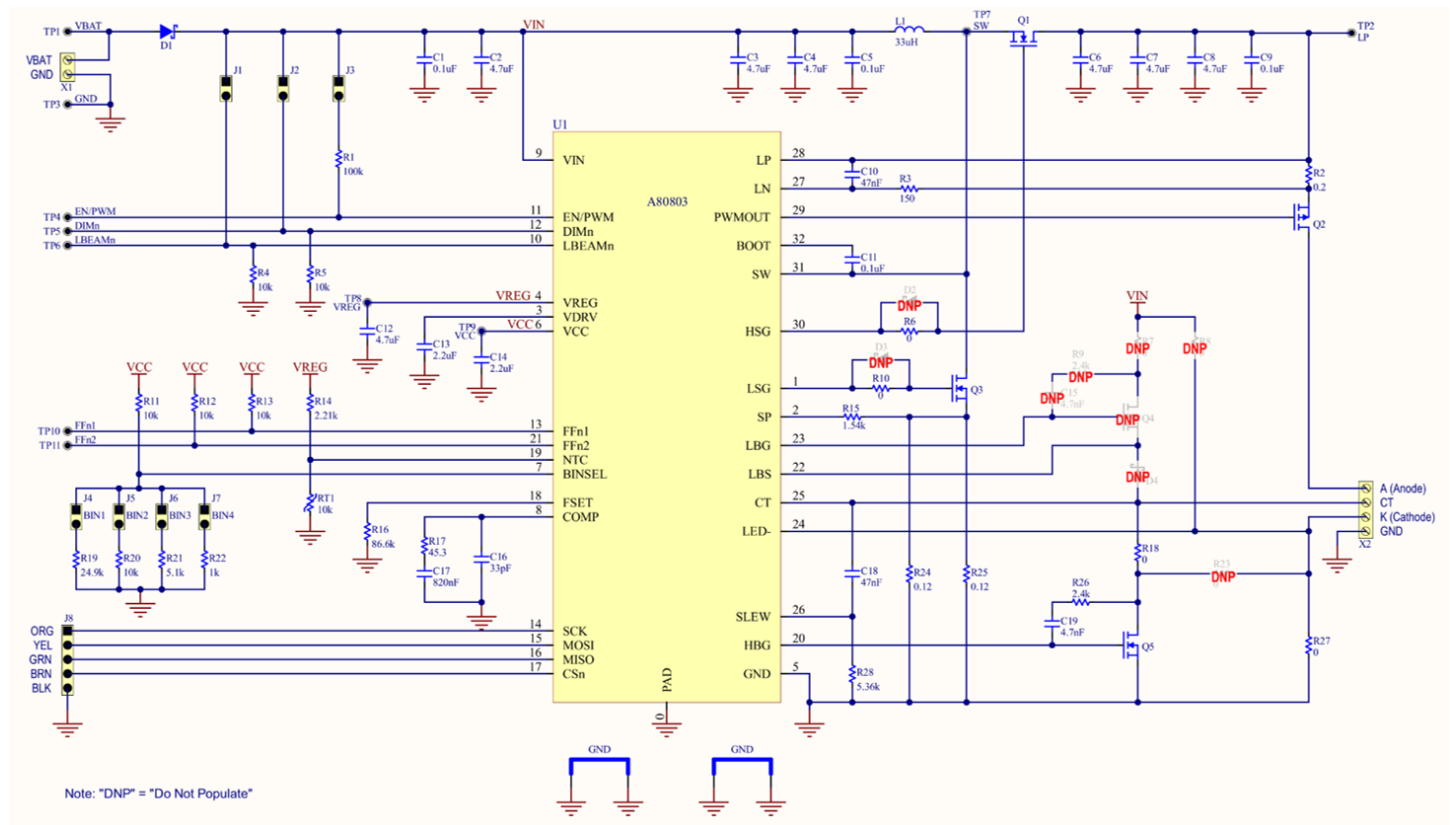 TP1 VBAT
D1
VIN
L1
33uH
TP7
SW
Q1
TP2
LP
VBAT
GND
X1
TP3 GND
J1
J2
J3
C1
0.1uF
C2
4.7uF
C3
4.7uF
C4
4.7uF
C5
0.1uF
C6
4.7uF
C7
4.7uF
C8
4.7uF
C9
0.1uF
R1
100k
U1
A80803
9 VIN
11 EN/PWM
12 DIMn
10 LBEAMn
4 VREG
3 VDRV
6 VCC
13 FFn1
21 FFn2
19 NTC
7 BINSEL
18 FSET
8 COMP
14 SCK
15 MOSI
16 MISO
17 CSn
PAD
0
LP 28
LN 27
PWMOUT 29
BOOT 32
SW 31
HSG 30
LSG 1
SP 2
LBG 23
LBS 22
CT 25
LED- 24
SLEW 26
HBG 20
GND 5
TP4 EN/PWM
TP5 DIMn
TP6 LBEAMn
R4
10k
R5
10k
TP8
VREG
VREG
C12
4.7uF
C13
2.2uF
TP9
VCC
VCC
C14
2.2uF
C10
47nF
R3
150
R2
0.2
Q2
C11
0.1uF
D2
DNP
R6
0
D3
DNP
R10
0
Q3
R15
1.54k
VIN
DNP
DNP
R9
2.4k
DNP
C15
4.7nF
DNP
Q4
DNP
DNP
VCC
VCC
VCC
VREG
R11
10k
R12
10k
R13
10k
R14
2.21k
TP10 FFn1
TP11 FFn2
J4
BIN1
J5
BIN2
J6
BIN3
J7
BIN4
RT1
10k
R19
24.9k
R20
10k
R21
5.1k
R22
1k
R16
86.6k
R17
45.3
C17
820nF
C16
33pF
C18
47nF
R24
0.12
R25
0.12
R18
0
R23
DNP
R26
2.4k
C19
4.7nF
Q5
R27
0
R28
5.36k
A (Anode)
CT
K (Cathode)
GND
X2
J8
ORG
YEL
GRN
BRN
BLK
GND
GND
Note: "DNP" = "Do Not Populate"